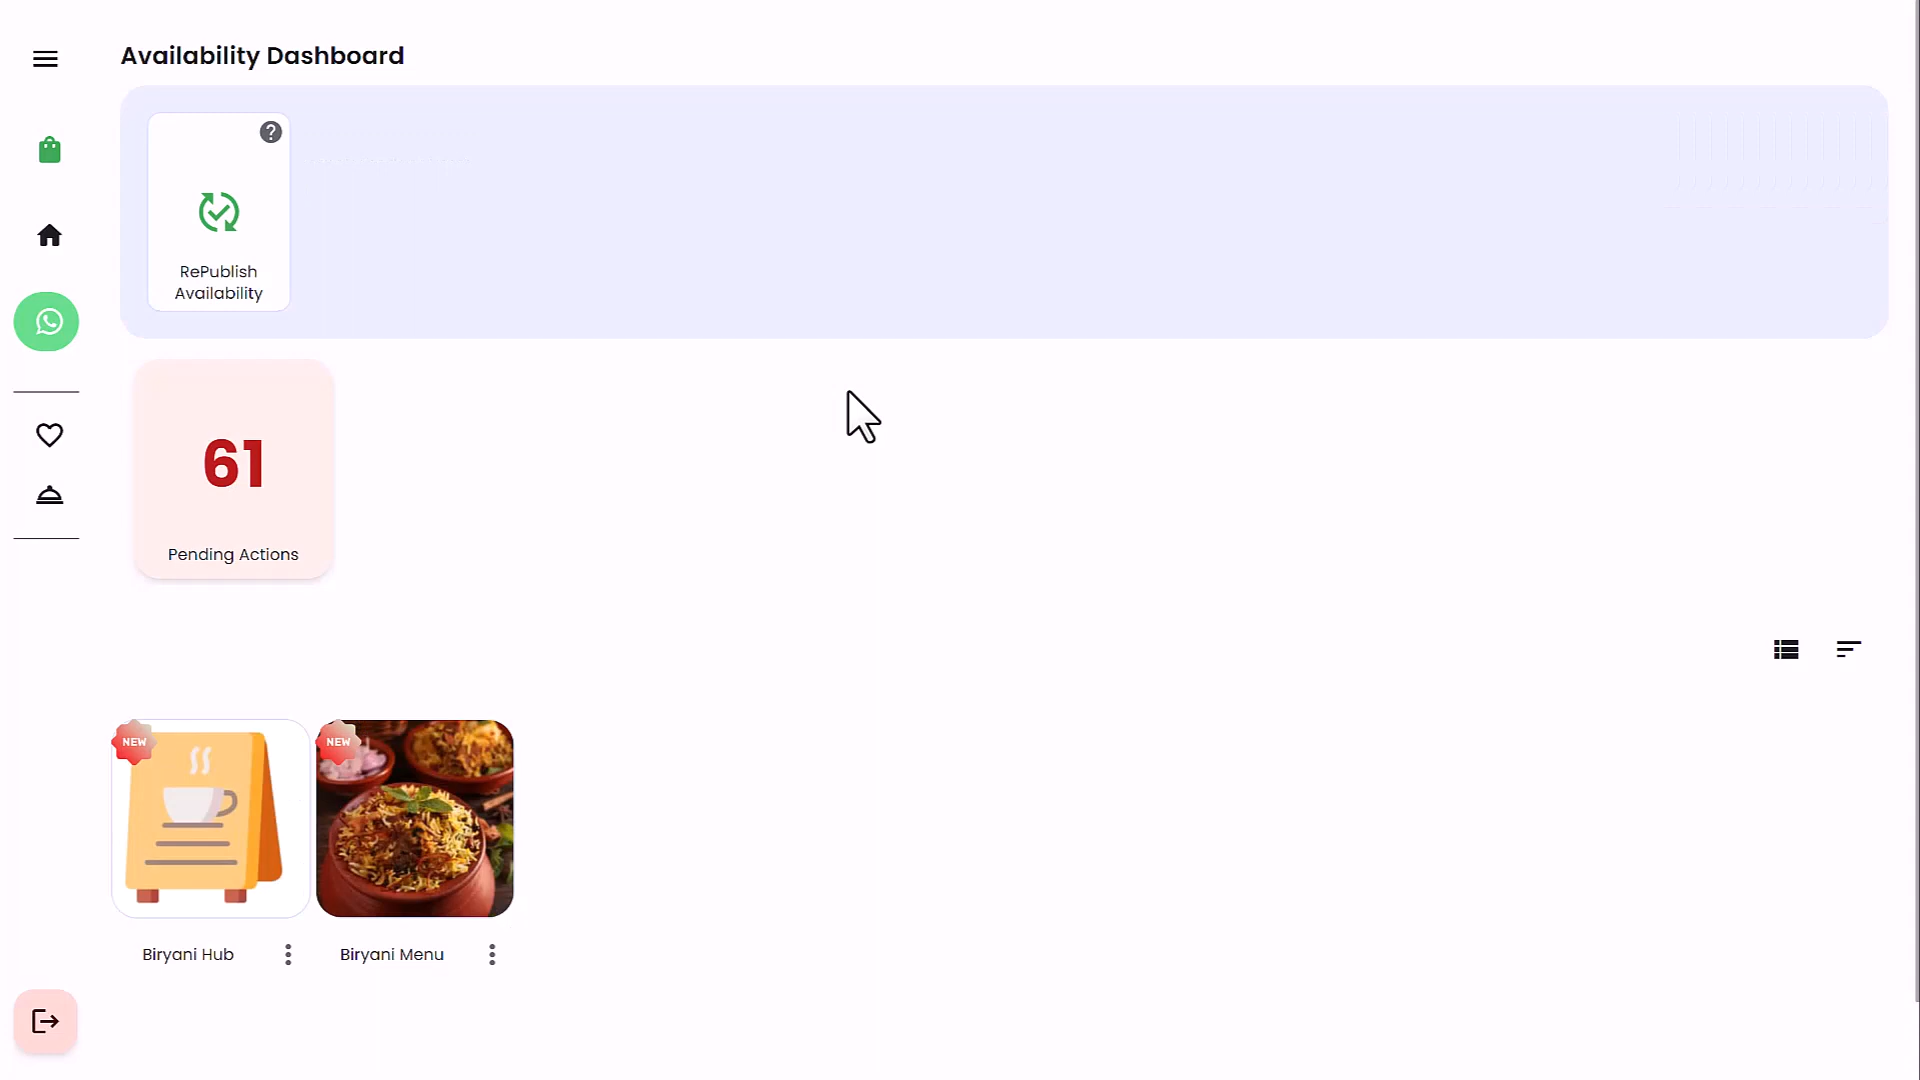 Availability Dashboard
?
RePublish
Availability
61
Pending Actions
NEW
NEW
Biryani Hub
Biryani Menu